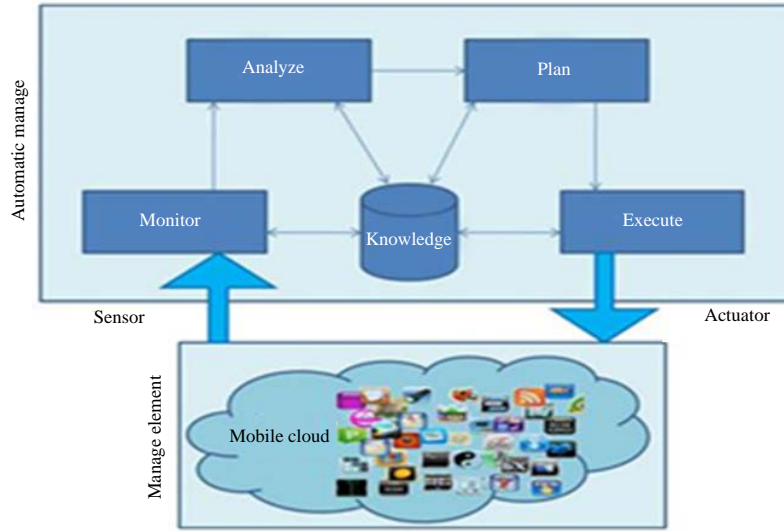 Analyze
Plan
Automatic manage
Monitor
Knowledge
Execute
Sensor
Actuator
Manage element
Mobile cloud